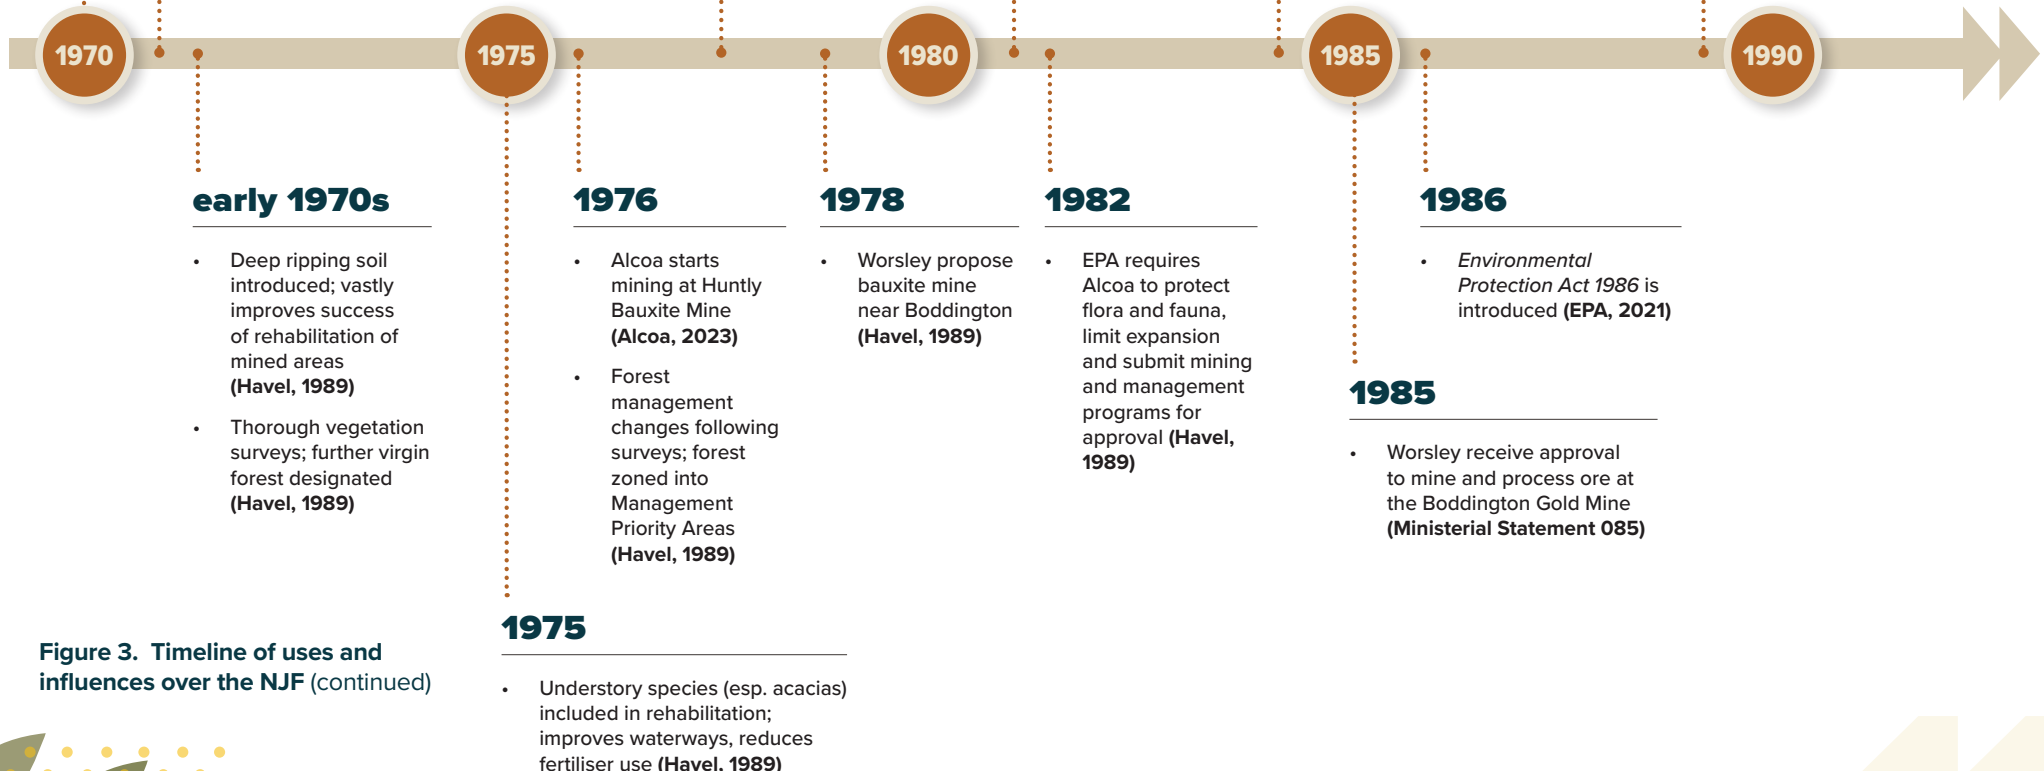 1970
1975
1980
1985
1990
early 1970s
• Deep ripping soil
introduced; vastly
improves success
of rehabilitation of
mined areas
(Havel, 1989)
• Thorough vegetation
surveys; further virgin
forest designated
(Havel, 1989)
1975
• Understory species (esp. acacias)
included in rehabilitation;
improves waterways, reduces
fertiliser use (Havel, 1989)
1976
• Alcoa starts
mining at Huntly
Bauxite Mine
(Alcoa, 2023)
• Forest
management
changes following
surveys; forest
zoned into
Management
Priority Areas
(Havel, 1989)
1978
• Worsley propose
bauxite mine
near Boddington
(Havel, 1989)
1982
• EPA requires
Alcoa to protect
flora and fauna,
limit expansion
and submit mining
and management
programs for
approval (Havel,
1989)
1985
• Worsley receive approval
to mine and process ore at
the Boddington Gold Mine
(Ministerial Statement 085)
1986
• Environmental
Protection Act 1986 is
introduced (EPA, 2021)
Figure 3. Timeline of uses and
influences over the NJF (continued)